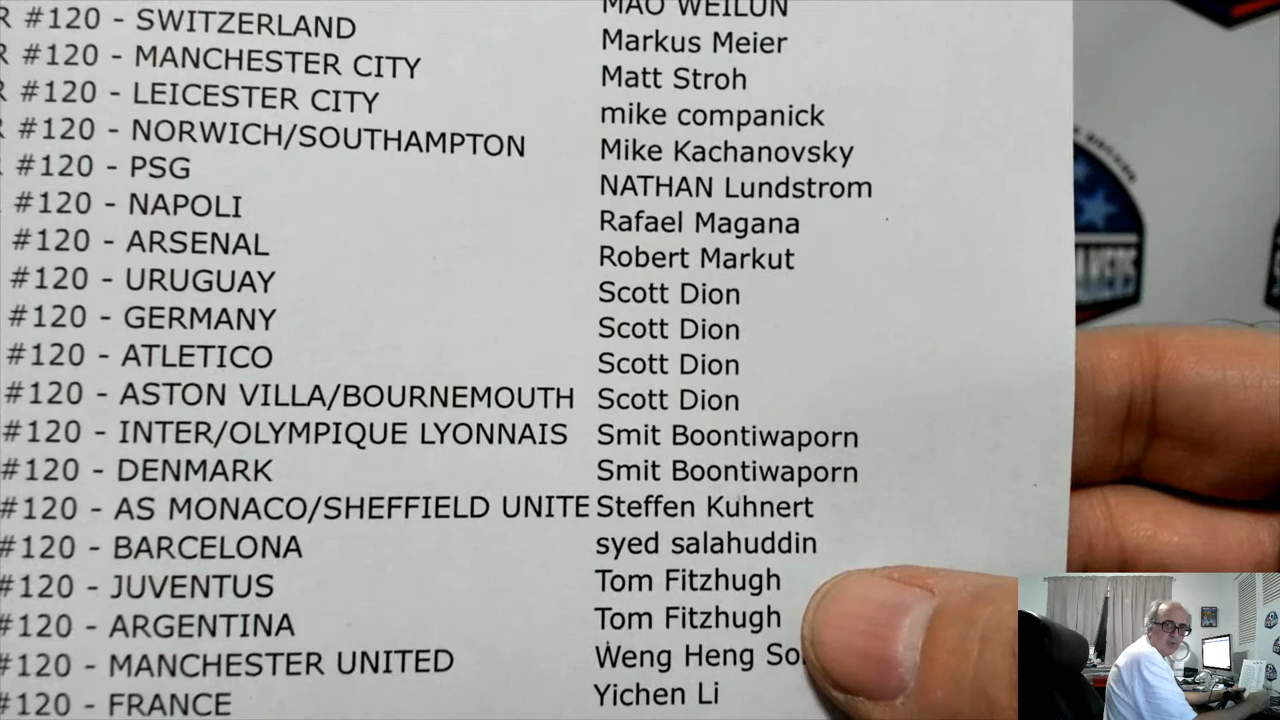 MAO WEILUN
R #120 - SWITZERLAND Markus Meier
R #120 - MANCHESTER CITY Matt Stroh
R #120 - LEICESTER CITY mike companick
R #120 - NORWICH/SOUTHAMPTON Mike Kachanovsky
#120 - PSG NATHAN Lundstrom
#120 - NAPOLI Rafael Magana
#120 - ARSENAL Robert Markut
#120 - URUGUAY Scott Dion
#120 - GERMANY Scott Dion
#120 - ATLETICO Scott Dion
#120 - ASTON VILLA/BOURNEMOUTH Scott Dion
#120 - INTER/OLYMPIQUE LYONNAIS Smit Boontiwaporn
#120 - DENMARK Smit Boontiwaporn
#120 - AS MONACO/SHEFFIELD UNITE Steffen Kuhnert
#120 - BARCELONA syed salahuddin
#120 - JUVENTUS Tom Fitzhugh
#120 - ARGENTINA Tom Fitzhugh
#120 - MANCHESTER UNITED Weng Heng
#120 - FRANCE Yichen Li